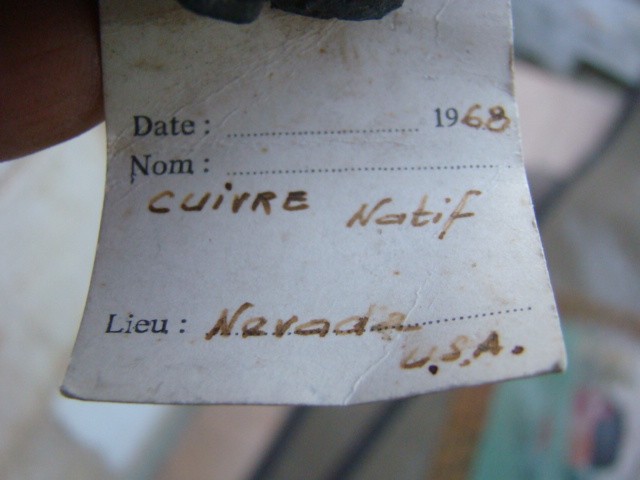 Date : .............................. 1968
Nom : ..............................
CUIVRE Natif
Lieu : Nevada
U.S.A.